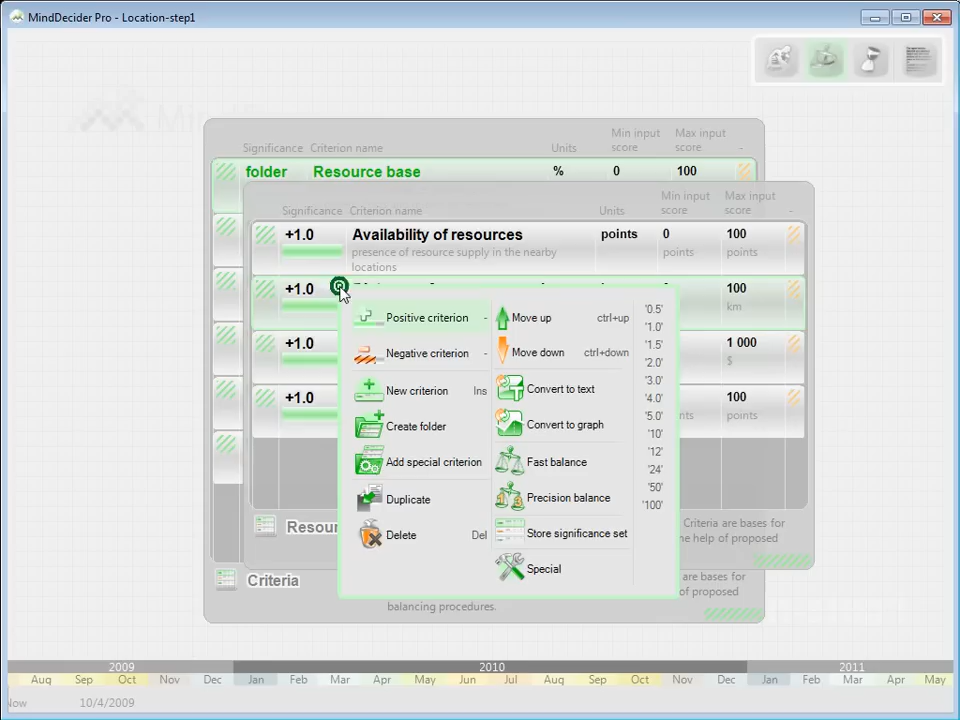 MindDecider Pro - Location-step1
Significance Criterion name Units Min input score Max input score -
folder Resource base % 0 100
Significance Criterion name Units Min input score Max input score -
+1.0 Availability of resources points 0 100
presence of resource supply in the nearby locations points points
+1.0 100
km
+1.0 1 000
$
+1.0 100
points
Positive criterion -
Negative criterion -
New criterion Ins
Create folder
Add special criterion
Duplicate
Delete Del
Move up ctrl+up
Move down ctrl+down
Convert to text
Convert to graph
Fast balance
Precision balance
Store significance set
Special
'0.5'
'1.0'
'1.5'
'2.0'
'3.0'
'4.0'
'5.0'
'10'
'12'
'24'
'50'
'100'
Criteria are bases for
the help of proposed
Criteria
are bases for
of proposed
balancing procedures.
2009 2010 2011
Aug Sep Oct Nov Dec Jan Feb Mar Apr May Jun Jul Aug Sep Oct Nov Dec Jan Feb Mar Apr May
Now 10/4/2009